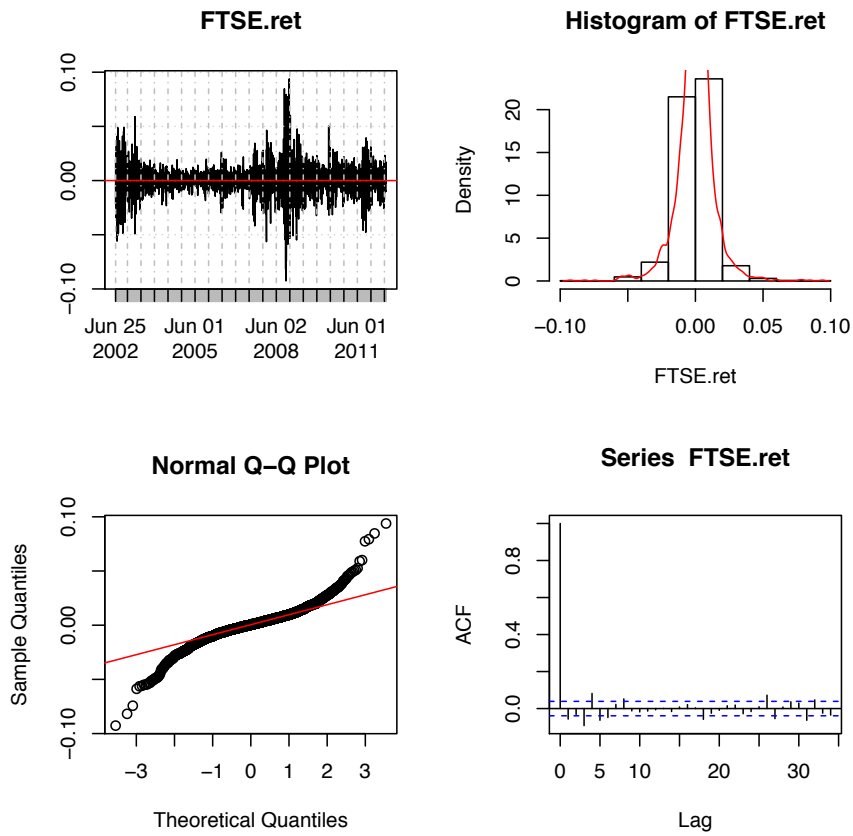 FTSE.ret
0.10
0.00
−0.10
Jun 25 2002
Jun 01 2005
Jun 02 2008
Jun 01 2011
Histogram of FTSE.ret
Density
20
15
10
5
0
−0.10
0.00
0.05
0.10
FTSE.ret
Normal Q−Q Plot
Sample Quantiles
0.10
0.00
−0.10
−3
−1
0
1
2
3
Theoretical Quantiles
Series FTSE.ret
ACF
0.8
0.4
0.0
0
5
10
20
30
Lag